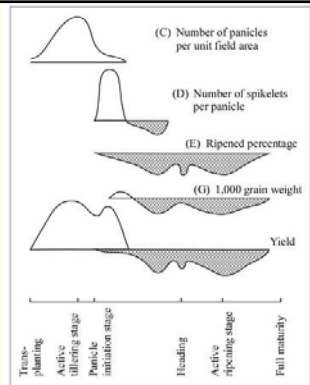 (C) Number of panicles
per unit field area
(D) Number of spikelets
per panicle
(E) Ripened percentage
(G) 1,000 grain weight
Yield
Trans-
planting
Active
tillering stage
Panicle
initiation stage
Heading
Active
ripening stage
Full maturity